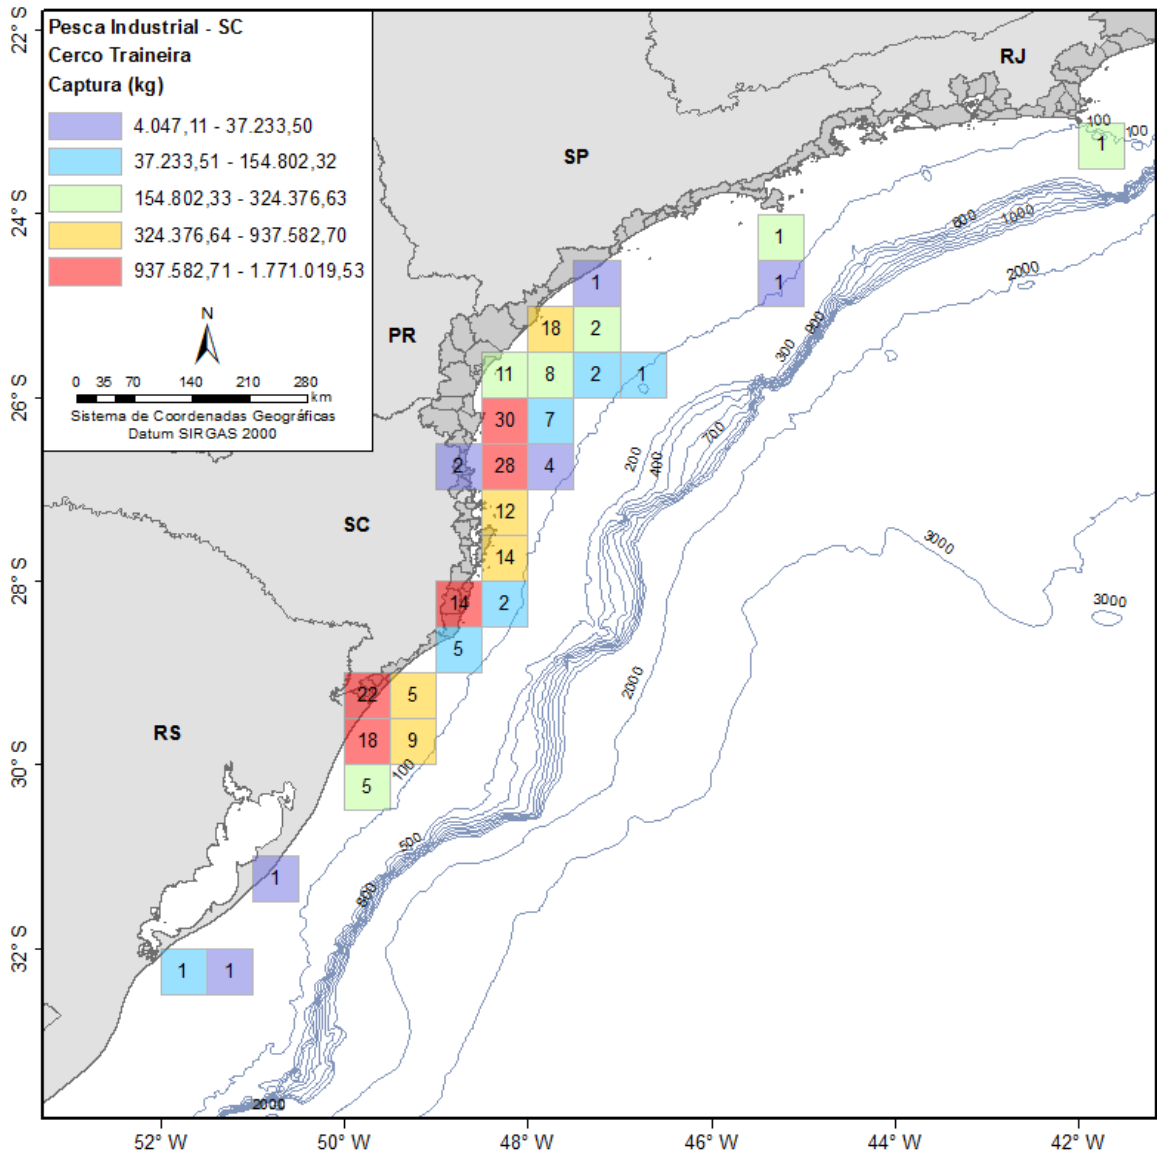 Pesca Industrial - SC
Cerco Traineira
Captura (kg)
4.047,11 - 37.233,50
37.233,51 - 154.802,32
154.802,33 - 324.376,63
324.376,64 - 937.582,70
937.582,71 - 1.771.019,53
N
0 35 70 140 210 280
km
Sistema de Coordenadas Geográficas
Datum SIRGAS 2000
22° S
24° S
26° S
28° S
30° S
32° S
RJ
SP
PR
SC
RS
100
100
1
1
1
1
18 2
11 8 2 1
30 7
2 28 4
12
14
14 2
5
22 5
18 9
5
1
1 1
800
1000
2000
900
300
700
200
400
3000
3000
2000
100
500
800
2000
52° W 50° W 48° W 46° W 44° W 42° W